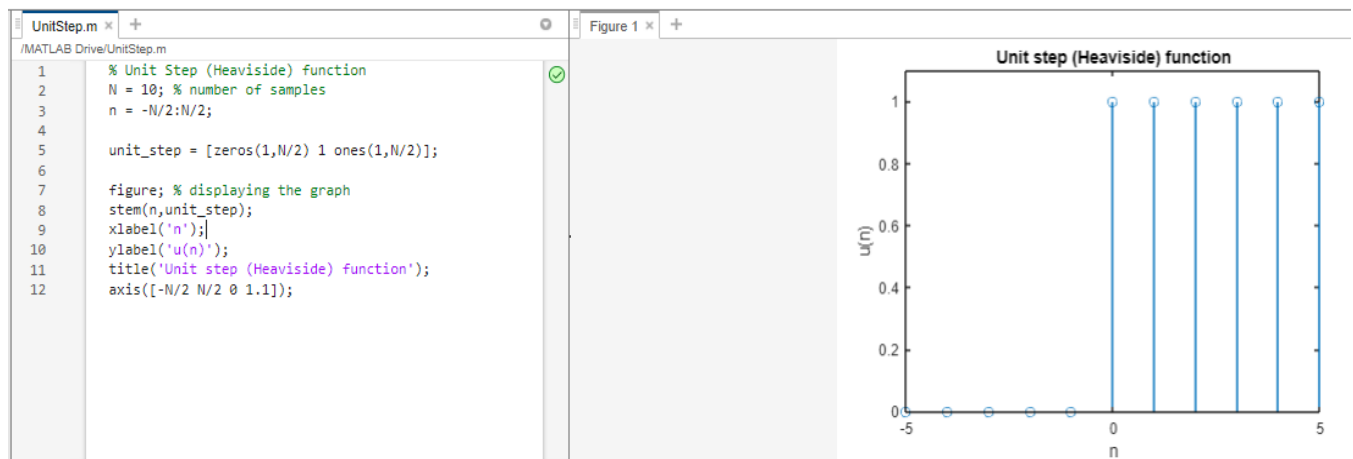 UnitStep.m × +
/MATLAB Drive/UnitStep.m
1 % Unit Step (Heaviside) function
2 N = 10; % number of samples
3 n = -N/2:N/2;
4
5 unit_step = [zeros(1,N/2) 1 ones(1,N/2)];
6
7 figure; % displaying the graph
8 stem(n,unit_step);
9 xlabel('n');
10 ylabel('u(n)');
11 title('Unit step (Heaviside) function');
12 axis([-N/2 N/2 0 1.1]);
Figure 1 × +
Unit step (Heaviside) function
1
0.8
0.6
0.4
0.2
0
u(n)
-5 0 5
n